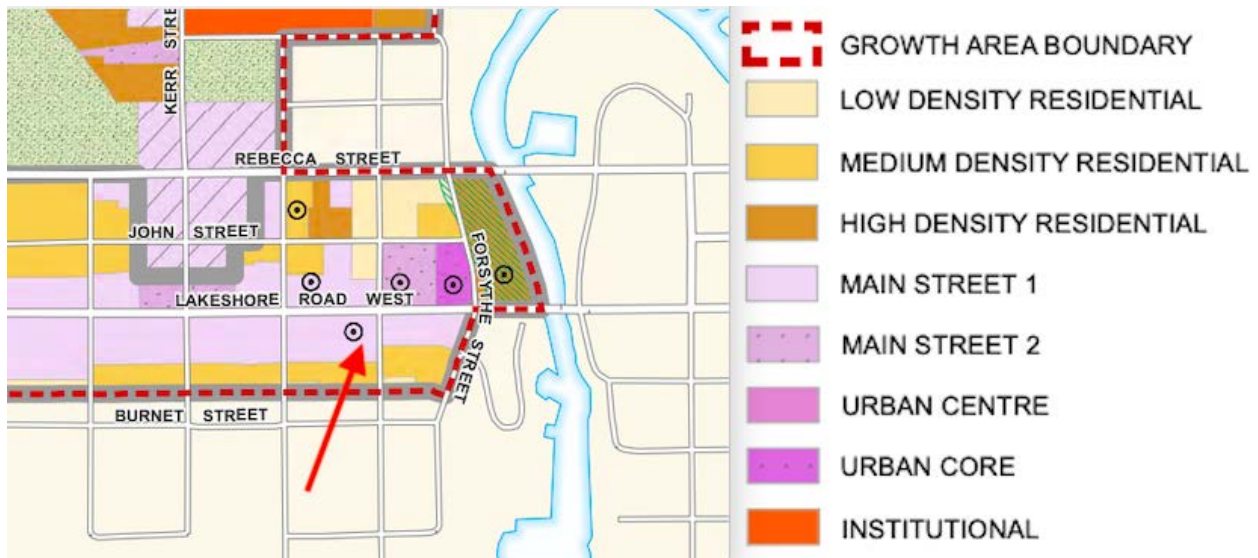 KERR STREE
REBECCA STREET
JOHN STREET
FORSYTHE STREET
LAKESHORE ROAD WEST
BURNET STREET
GROWTH AREA BOUNDARY
LOW DENSITY RESIDENTIAL
MEDIUM DENSITY RESIDENTIAL
HIGH DENSITY RESIDENTIAL
MAIN STREET 1
MAIN STREET 2
URBAN CENTRE
URBAN CORE
INSTITUTIONAL